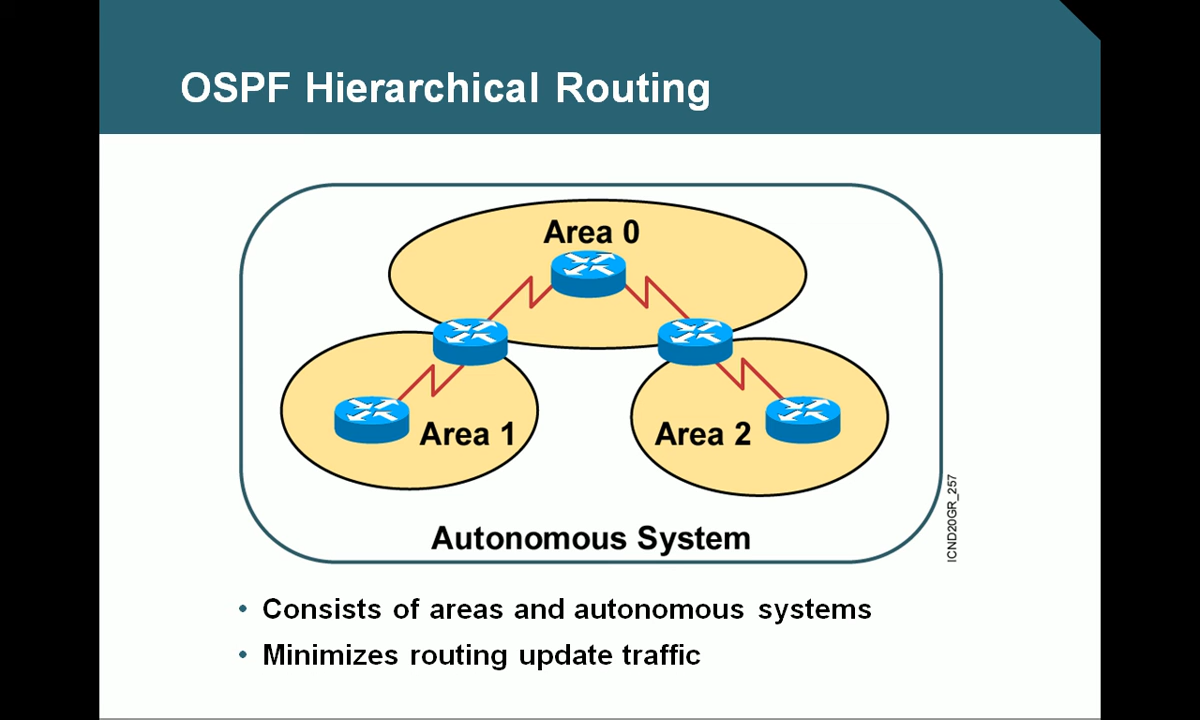 OSPF Hierarchical Routing
Area 0
Area 1
Area 2
Autonomous System
ICND20GR_257
• Consists of areas and autonomous systems
• Minimizes routing update traffic